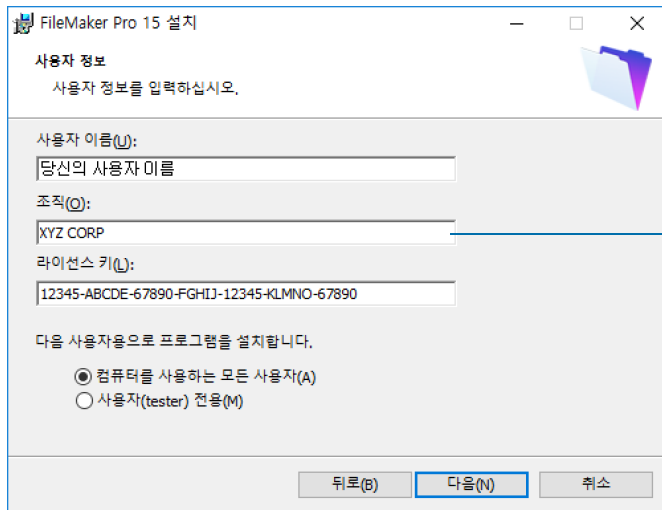 FileMaker Pro 15 설치
사용자 정보
사용자 정보를 입력하십시오.
사용자 이름(U):
당신의 사용자 이름
조직(O):
XYZ CORP
라이선스 키(L):
12345-ABCDE-67890-FGHIJ-12345-KLMNO-67890
다음 사용자용으로 프로그램을 설치합니다.
컴퓨터를 사용하는 모든 사용자(A)
사용자(tester) 전용(M)
뒤로(B) 다음(N) 취소